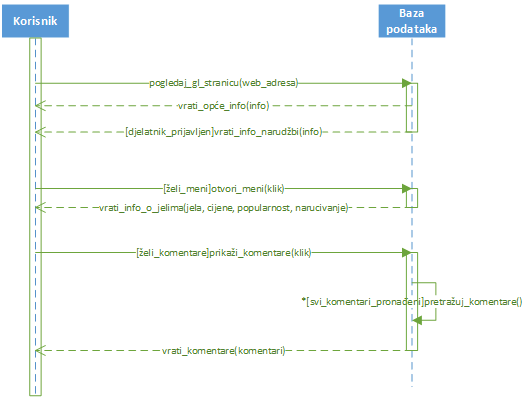 Korisnik
Baza
podataka
pogledaj_gl_stranicu(web_adresa)
vrati_opće_info(info)
[djelatnik_prijavljen]vrati_info_narudžbi(info)
[želi_meni]otvori_meni(klik)
vrati_info_o_jelima(jela, cijene, popularnost, narucivanje)
[želi_komentare]prikaži_komentare(klik)
*[svi_komentari_pronađeni]pretražuj_komentare()
vrati_komentare(komentari)